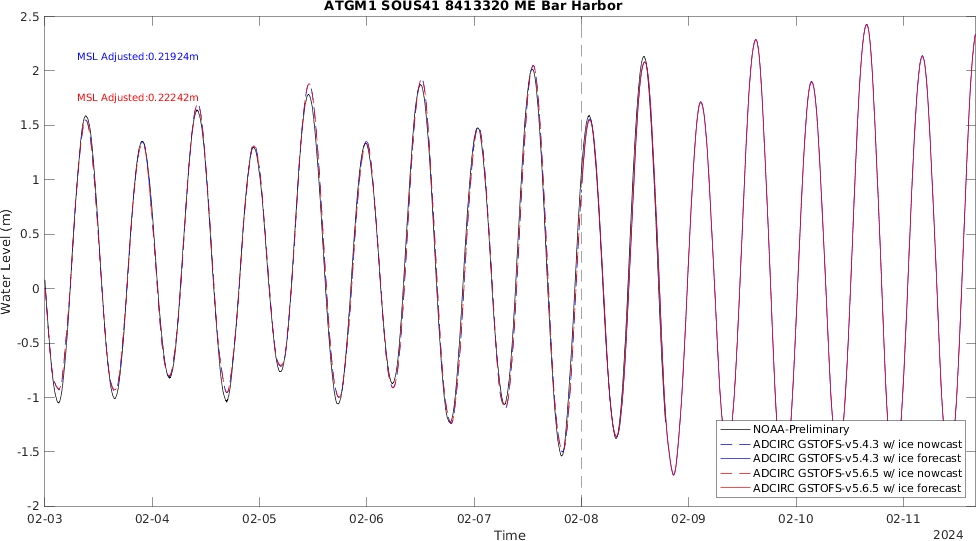 ATGM1 SOUS41 8413320 ME Bar Harbor
MSL Adjusted:0.21924m
MSL Adjusted:0.22242m
Water Level (m)
2.5
2
1.5
1
0.5
0
-0.5
-1
-1.5
-2
NOAA-Preliminary
ADCIRC GSTOFS-v5.4.3 w/ ice nowcast
ADCIRC GSTOFS-v5.4.3 w/ ice forecast
ADCIRC GSTOFS-v5.6.5 w/ ice nowcast
ADCIRC GSTOFS-v5.6.5 w/ ice forecast
02-03 02-04 02-05 02-06 02-07 02-08 02-09 02-10 02-11
Time
2024